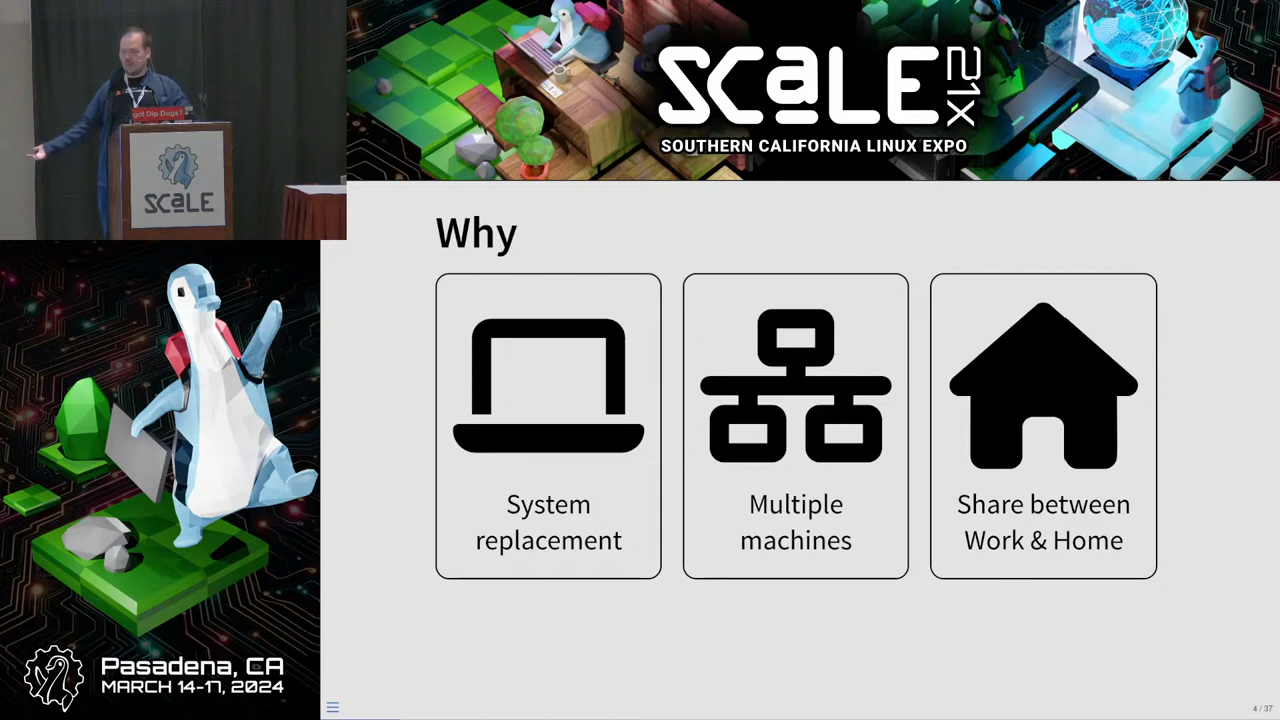 got Dip Dogs?
SCaLE
SCaLE 21X
SOUTHERN CALIFORNIA LINUX EXPO
Why
System
replacement
Multiple
machines
Share between
Work & Home
Pasadena, CA
MARCH 14-17, 2024
4 / 37